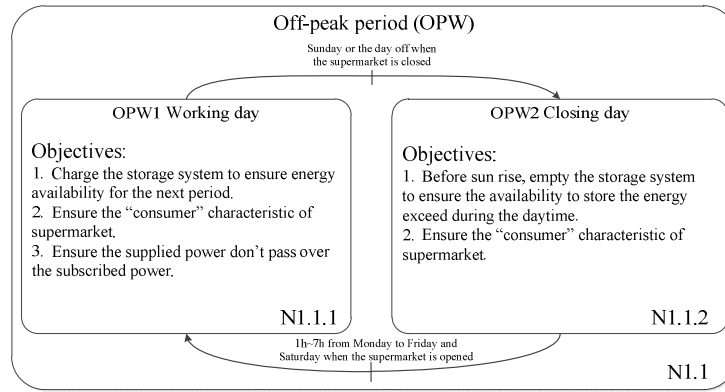 Off-peak period (OPW)
Sunday or the day off when
the supermarket is closed
OPW1 Working day
Objectives:
1. Charge the storage system to ensure energy
availability for the next period.
2. Ensure the “consumer” characteristic of
supermarket.
3. Ensure the supplied power don’t pass over
the subscribed power.
N1.1.1
OPW2 Closing day
Objectives:
1. Before sun rise, empty the storage system
to ensure the availability to store the energy
exceed during the daytime.
2. Ensure the “consumer” characteristic of
supermarket.
N1.1.2
1h~7h from Monday to Friday and
Saturday when the supermarket is opened
N1.1